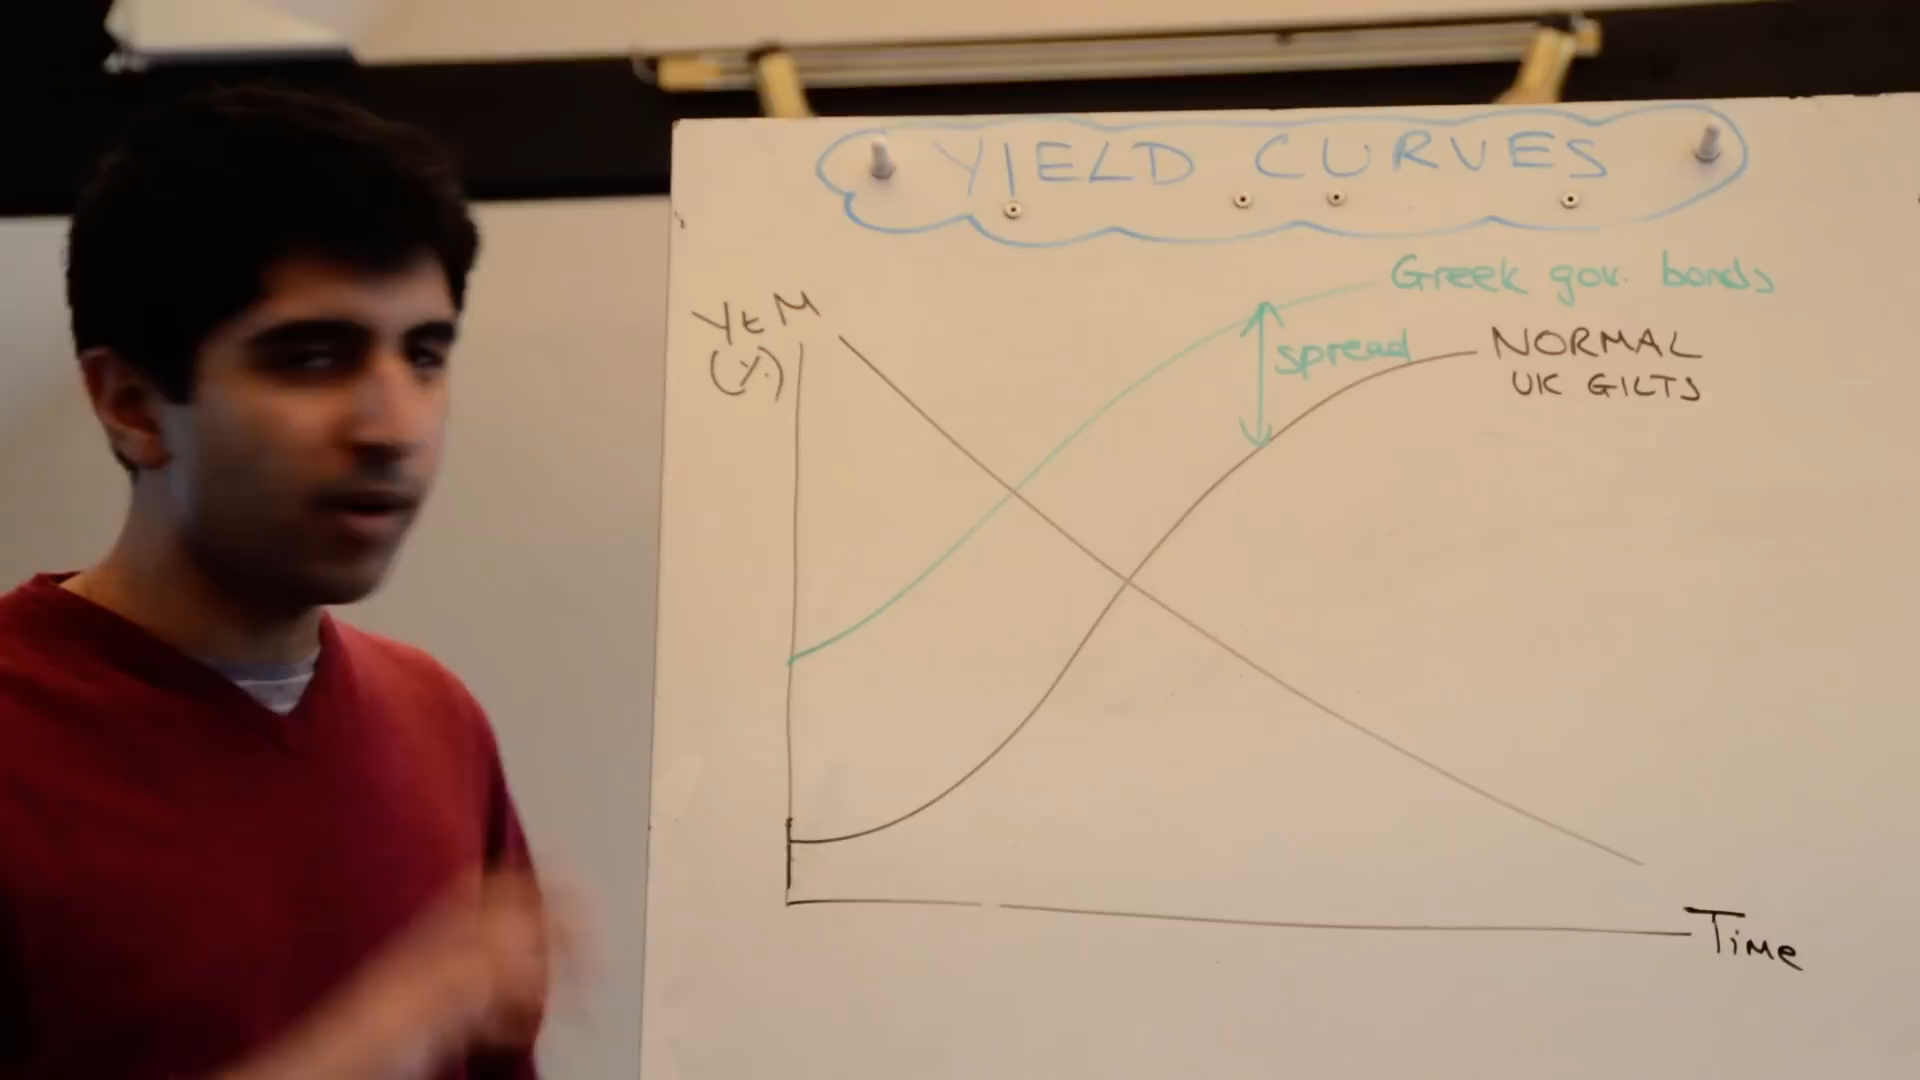 YIELD CURVES
Greek gov. bonds
YtM
(%)
spread
NORMAL
UK GILTS
Time